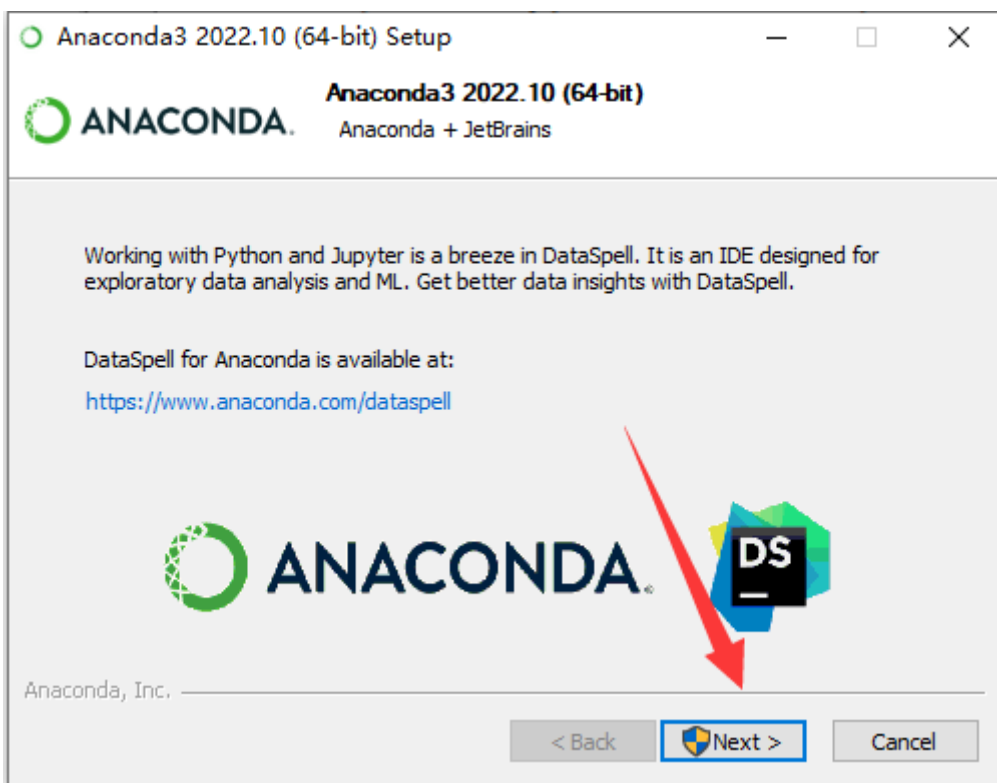 Anaconda3 2022.10 (64-bit) Setup
Anaconda3 2022.10 (64-bit)
ANACONDA.
Anaconda + JetBrains
Working with Python and Jupyter is a breeze in DataSpell. It is an IDE designed for
exploratory data analysis and ML. Get better data insights with DataSpell.
DataSpell for Anaconda is available at:
https://www.anaconda.com/dataspell
ANACONDA.
DS
Anaconda, Inc.
< Back
Next >
Cancel